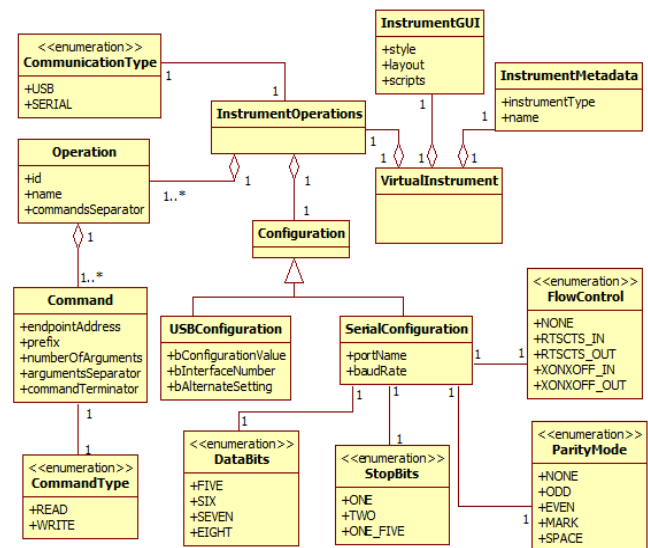 <<enumeration>>
CommunicationType
+USB
+SERIAL
1
1
InstrumentGUI
+style
+layout
+scripts
1
1
InstrumentMetadata
+instrumentType
+name
1
1
InstrumentOperations
1
1
VirtualInstrument
Operation
+id
+name
+commandsSeparator
1..*
1
1
1
Configuration
1
1..*
Command
+endpointAddress
+prefix
+numberOfArguments
+argumentsSeparator
+commandTerminator
1
1
<<enumeration>>
CommandType
+READ
+WRITE
USBConfiguration
+bConfigurationValue
+bInterfaceNumber
+bAlternateSetting
SerialConfiguration
+portName
+baudRate
1
1
<<enumeration>>
FlowControl
+NONE
+RTSCTS_IN
+RTSCTS_OUT
+XONXOFF_IN
+XONXOFF_OUT
1
1
1
1
1
1
<<enumeration>>
DataBits
+FIVE
+SIX
+SEVEN
+EIGHT
<<enumeration>>
StopBits
+ONE
+TWO
+ONE_FIVE
<<enumeration>>
ParityMode
+NONE
+ODD
+EVEN
+MARK
+SPACE